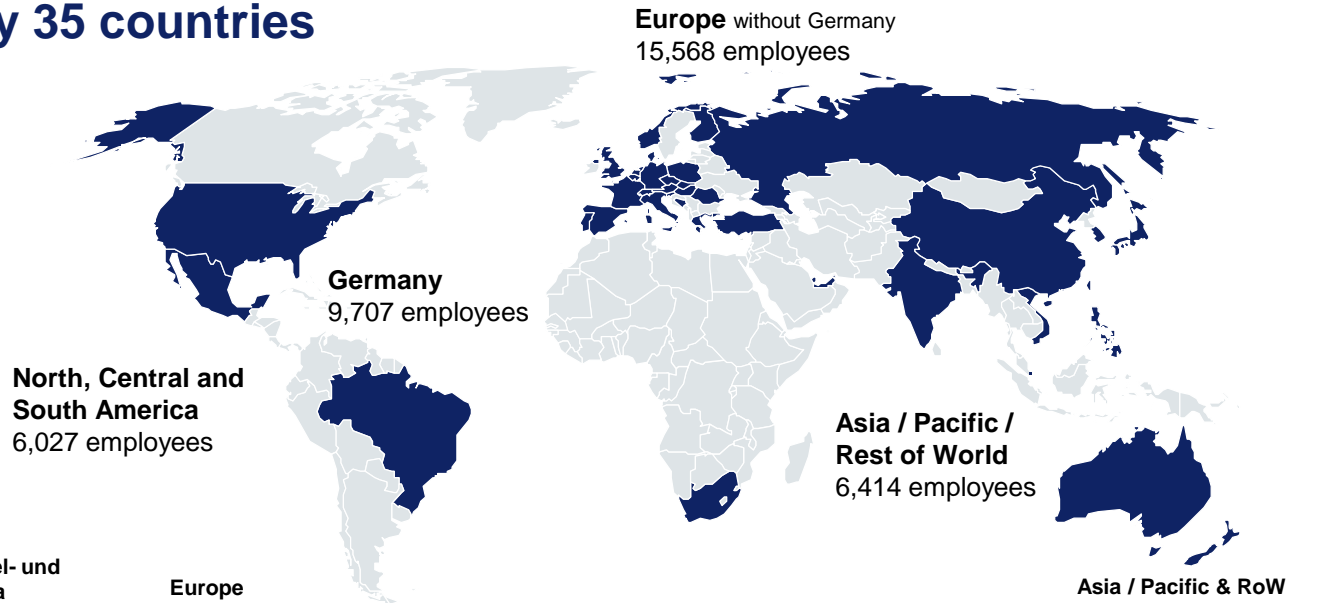 y 35 countries
Europe without Germany
15,568 employees
Germany
9,707 employees
North, Central and
South America
6,027 employees
Asia / Pacific /
Rest of World
6,414 employees
el- und
a
Europe
Asia / Pacific & RoW